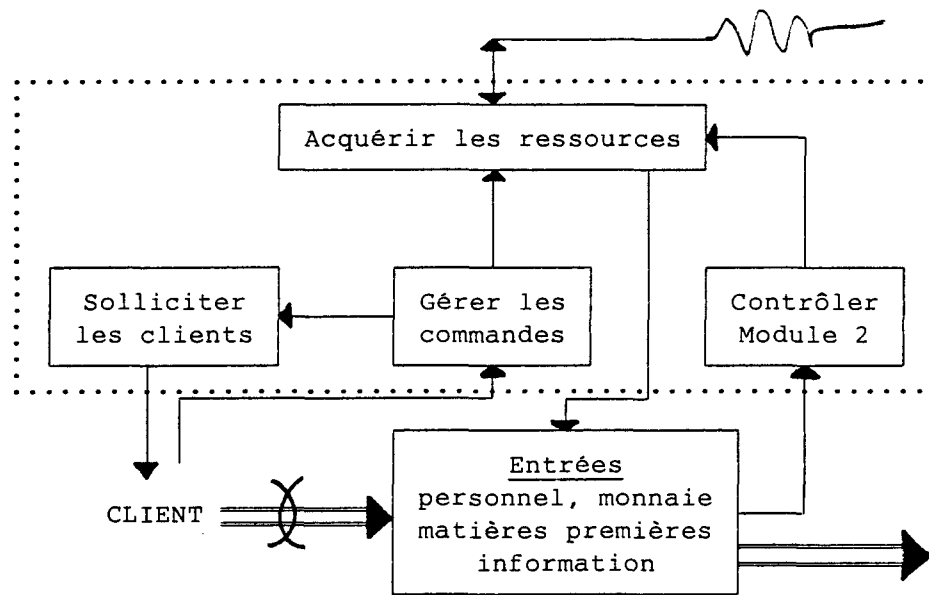 Acquérir les ressources
Solliciter
les clients
Gérer les
commandes
Contrôler
Module 2
CLIENT
Entrées
personnel, monnaie
matières premières
information